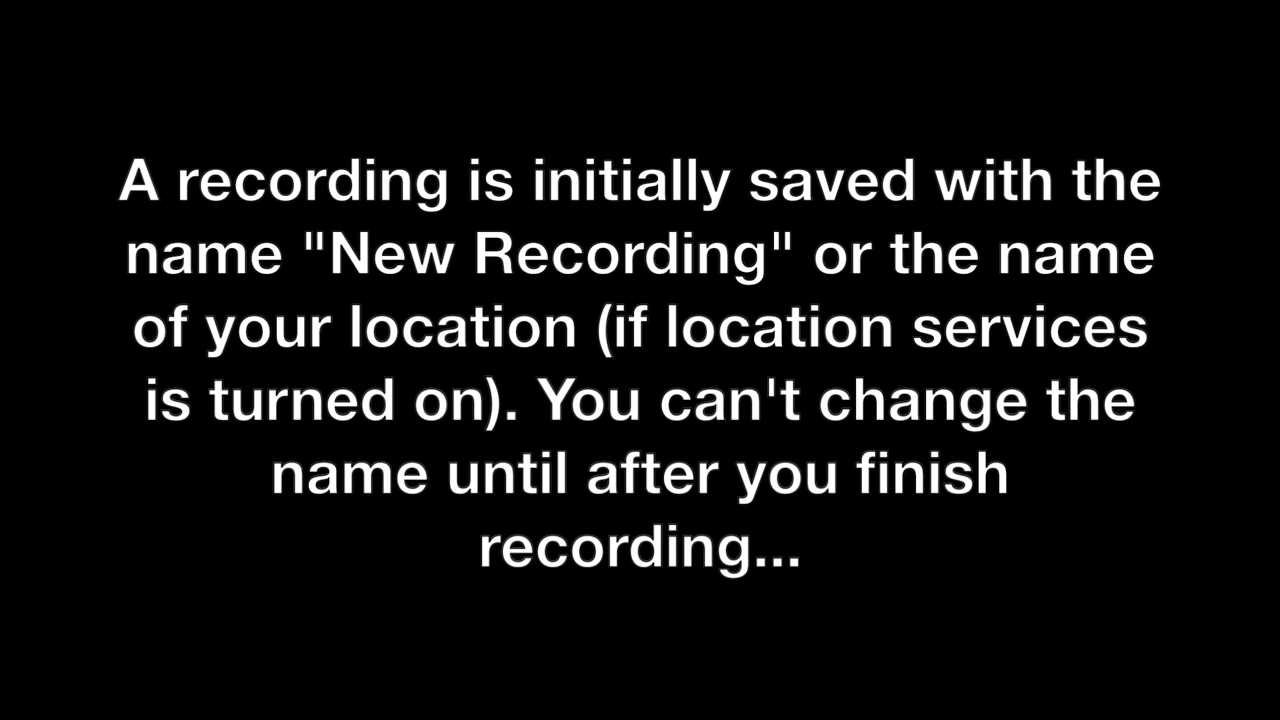 A recording is initially saved with the
name "New Recording" or the name
of your location (if location services
is turned on). You can't change the
name until after you finish
recording...